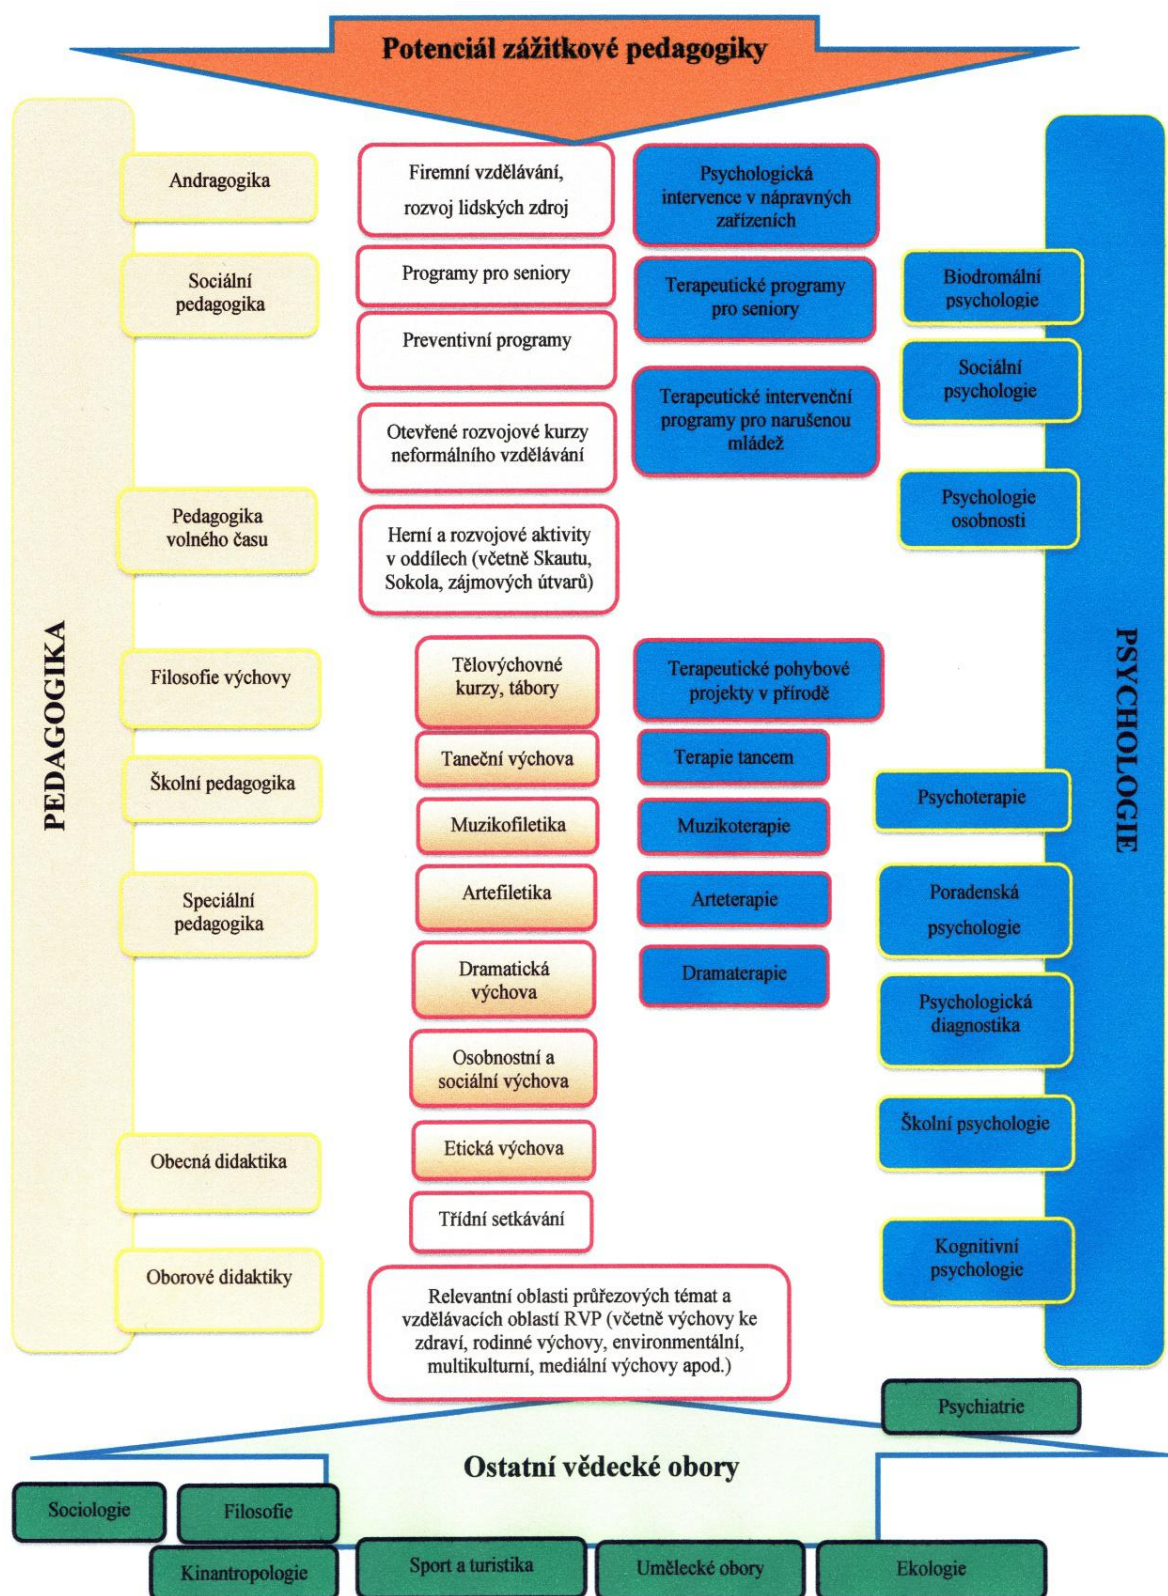 Potenciál zážitkové pedagogiky
PEDAGOGIKA
Andragogika
Sociální
pedagogika
Pedagogika
volného času
Filosofie výchovy
Školní pedagogika
Speciální
pedagogika
Obecná didaktika
Oborové didaktiky
Firemní vzdělávání,
rozvoj lidských zdroj
Programy pro seniory
Preventivní programy
Otevřené rozvojové kurzy
neformálního vzdělávání
Herní a rozvojové aktivity
v oddílech (včetně Skautu,
Sokola, zájmových útvarů)
Tělovýchovné
kurzy, tábory
Taneční výchova
Muzikofiletika
Artefiletika
Dramatická
výchova
Osobnostní a
sociální výchova
Etická výchova
Třídní setkávání
Relevantní oblasti průřezových témat a
vzdělávacích oblastí RVP (včetně výchovy ke
zdraví, rodinné výchovy, environmentální,
multikulturní, mediální výchovy apod.)
Psychologická
intervence v nápravných
zařízeních
Terapeutické programy
pro seniory
Terapeutické intervenční
programy pro narušenou
mládež
Terapeutické pohybové
projekty v přírodě
Terapie tancem
Muzikoterapie
Arteterapie
Dramaterapie
Biodromální
psychologie
Sociální
psychologie
Psychologie
osobnosti
Psychoterapie
Poradenská
psychologie
Psychologická
diagnostika
Školní psychologie
Kognitivní
psychologie
PSYCHOLOGIE
Psychiatrie
Ostatní vědecké obory
Sociologie
Filosofie
Kinantropologie
Sport a turistika
Umělecké obory
Ekologie